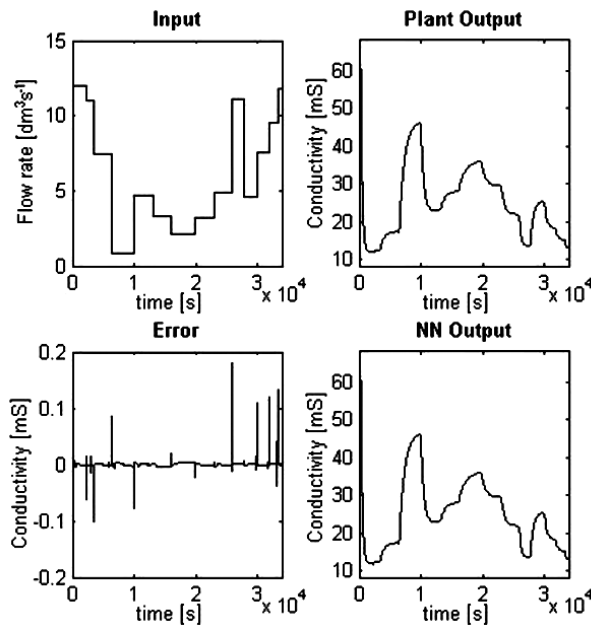 Input
Flow rate [dm³s⁻¹]
15
10
5
0
0 1 2 3
time [s]
x 10⁴
Plant Output
Conductivity [mS]
60
50
40
30
20
10
0 1 2 3
time [s]
x 10⁴
Error
Conductivity [mS]
0.2
0.1
0
-0.1
-0.2
0 1 2 3
time [s]
x 10⁴
NN Output
Conductivity [mS]
60
50
40
30
20
10
0 1 2 3
time [s]
x 10⁴